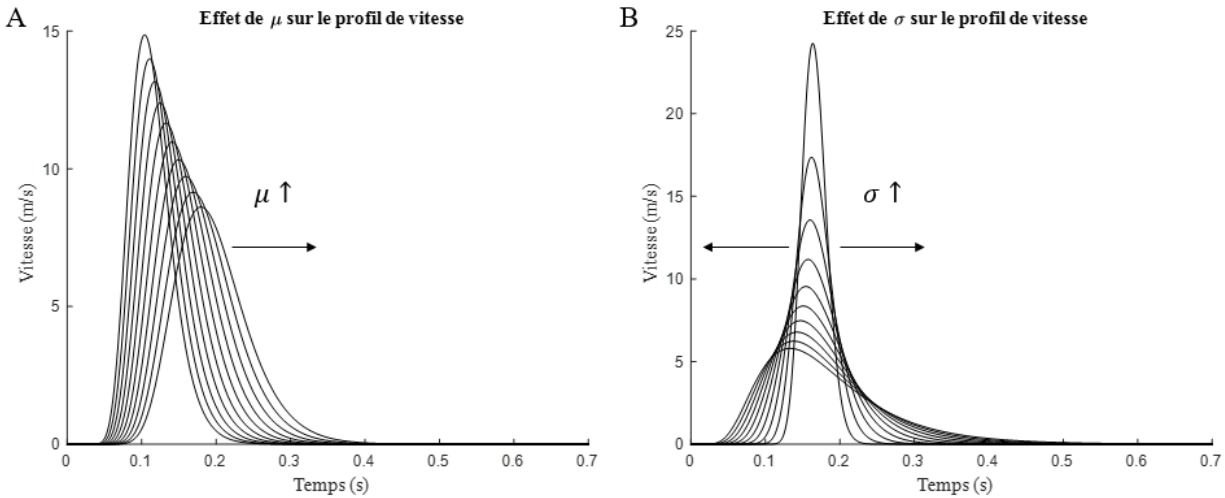 A
Effet de μ sur le profil de vitesse
15
10
5
0
Vitesse (m/s)
μ ↑
0 0.1 0.2 0.3 0.4 0.5 0.6 0.7
Temps (s)
B
Effet de σ sur le profil de vitesse
25
20
15
10
5
0
Vitesse (m/s)
σ ↑
0 0.1 0.2 0.3 0.4 0.5 0.6 0.7
Temps (s)